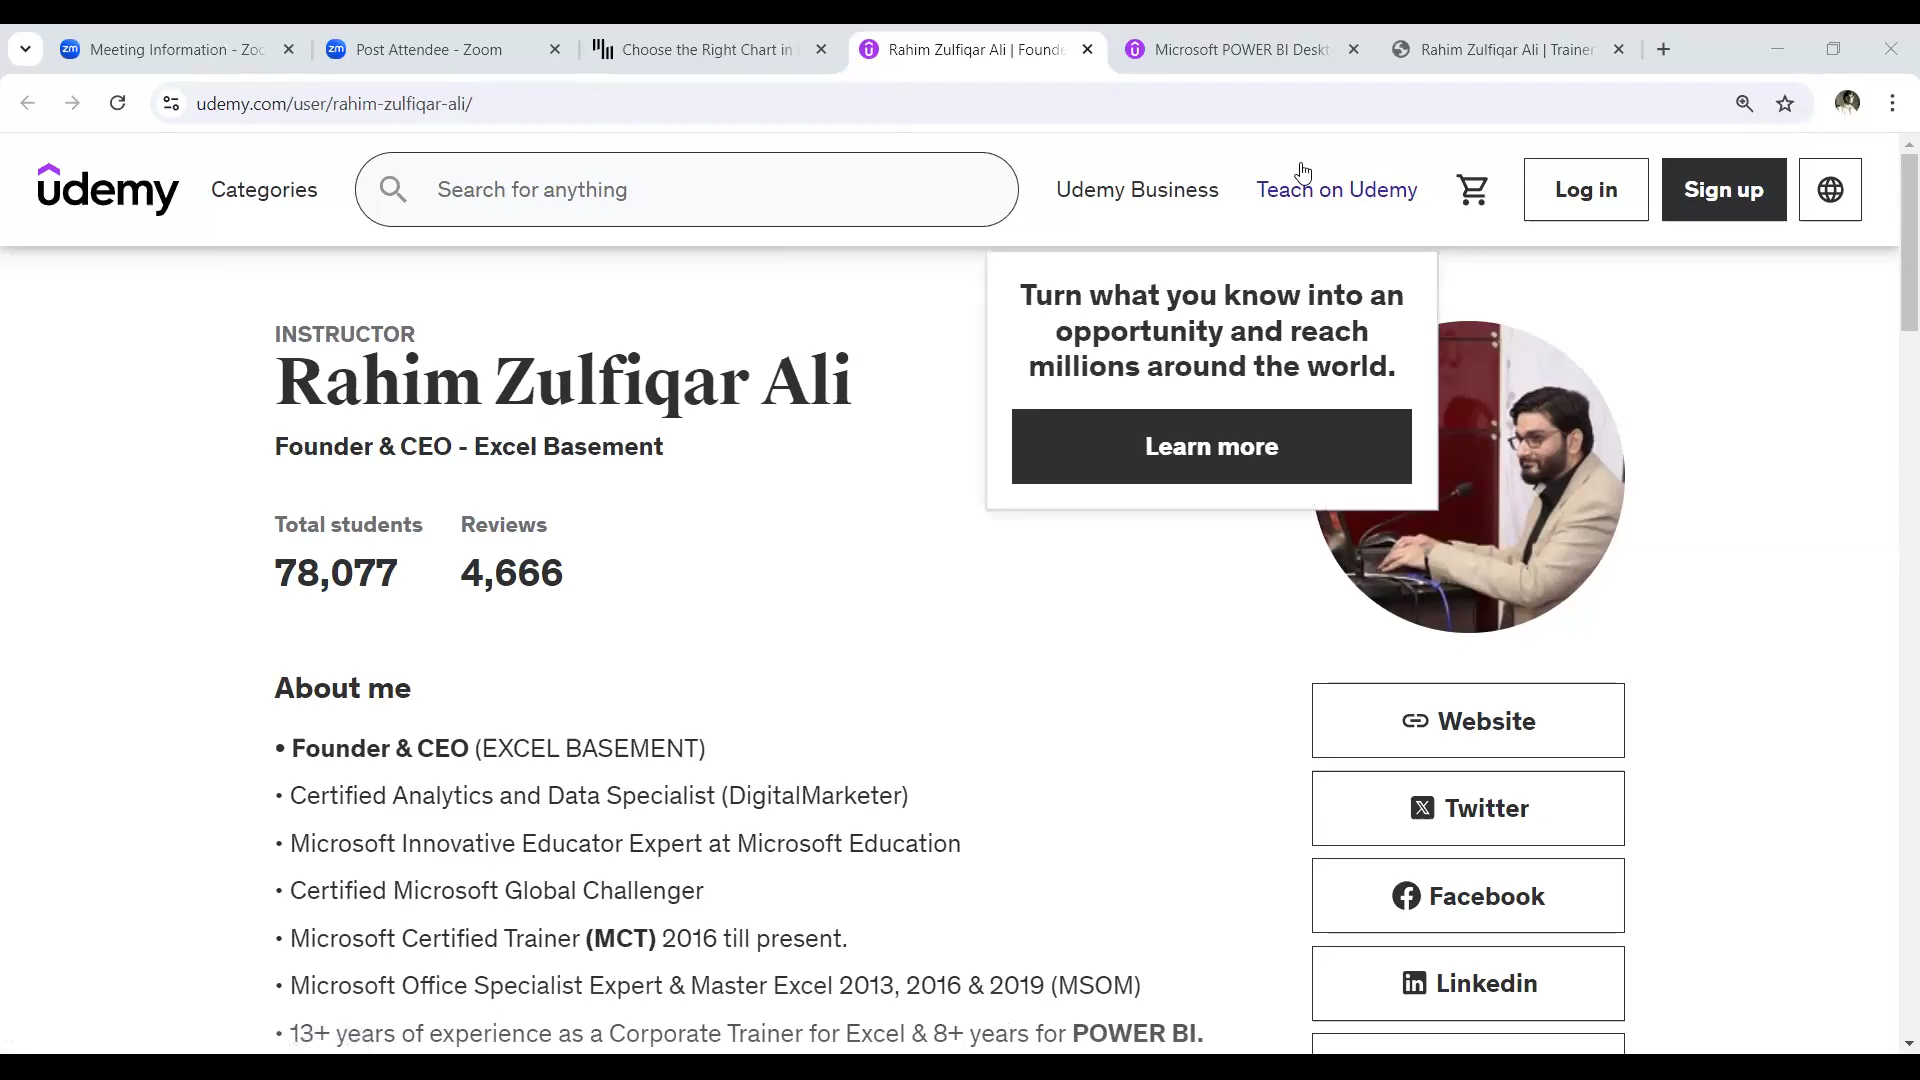 Meeting Information - Zoo
Post Attendee - Zoom
Choose the Right Chart in
Rahim Zulfiqar Ali | Founde
Microsoft POWER BI Deskt
Rahim Zulfiqar Ali | Trainer
udemy.com/user/rahim-zulfiqar-ali/
udemy
Categories
Search for anything
Udemy Business
Teach on Udemy
Log in
Sign up
Turn what you know into an
opportunity and reach
millions around the world.
Learn more
INSTRUCTOR
Rahim Zulfiqar Ali
Founder & CEO - Excel Basement
Total students
Reviews
78,077
4,666
About me
• Founder & CEO (EXCEL BASEMENT)
• Certified Analytics and Data Specialist (DigitalMarketer)
• Microsoft Innovative Educator Expert at Microsoft Education
• Certified Microsoft Global Challenger
• Microsoft Certified Trainer (MCT) 2016 till present.
• Microsoft Office Specialist Expert & Master Excel 2013, 2016 & 2019 (MSOM)
• 13+ years of experience as a Corporate Trainer for Excel & 8+ years for POWER BI.
Website
Twitter
Facebook
Linkedin